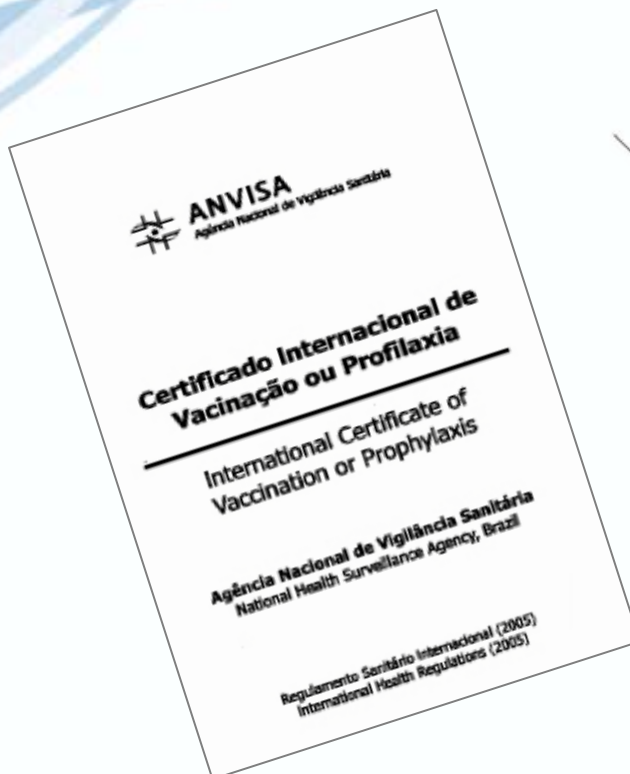 ANVISA
Agência Nacional de Vigilância Sanitária
Certificado Internacional de
Vacinação ou Profilaxia
International Certificate of
Vaccination or Prophylaxis
Agência Nacional de Vigilância Sanitária
National Health Surveillance Agency, Brazil
Regulamento Sanitário Internacional (2005)
International Health Regulations (2005)